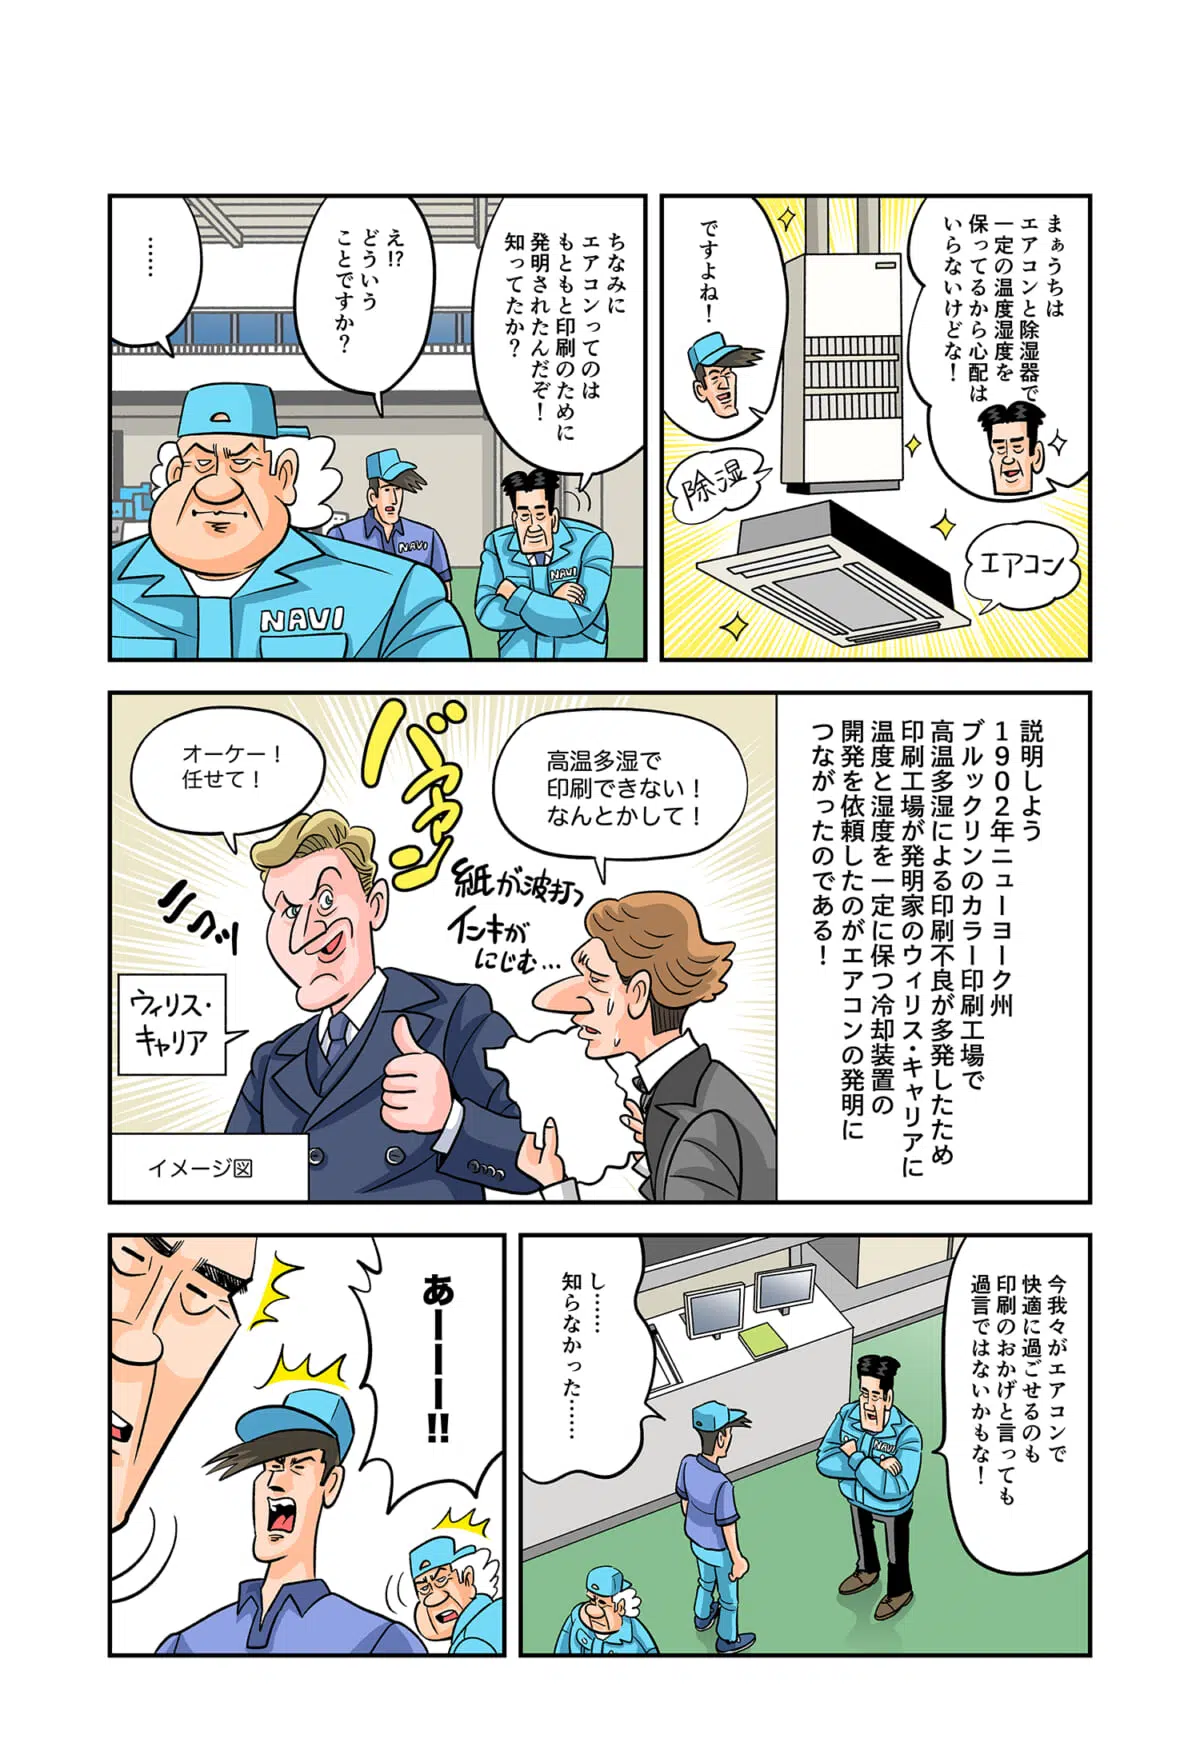 まぁうちは
エアコンと除湿器で
一定の温度湿度を
保ってるから心配は
いらないけどな！
ですよね！
除湿
エアコン
ちなみに
エアコンってのは
もともと印刷のために
発明されたんだぞ！
知ってたか？
え!?
どういう
ことですか？
……
NAVI
NAVI
NAVI
説明しよう
1902年ニューヨーク州
ブルックリンのカラー印刷工場で
高温多湿による印刷不良が多発したため
印刷工場が発明家のウィリス・キャリアに
温度と湿度を一定に保つ冷却装置の
開発を依頼したのがエアコンの発明に
つながったのである！
高温多湿で
印刷できない！
なんとかして！
紙が波打つ
インキが
にじむ…
バァァン
オーケー！
任せて！
ニカッ
ウィリス・
キャリア
イメージ図
今我々がエアコンで
快適に過ごせるのも
印刷のおかげと言っても
過言ではないかもな！
NAVI
し……
知らなかった……
あーーー!!